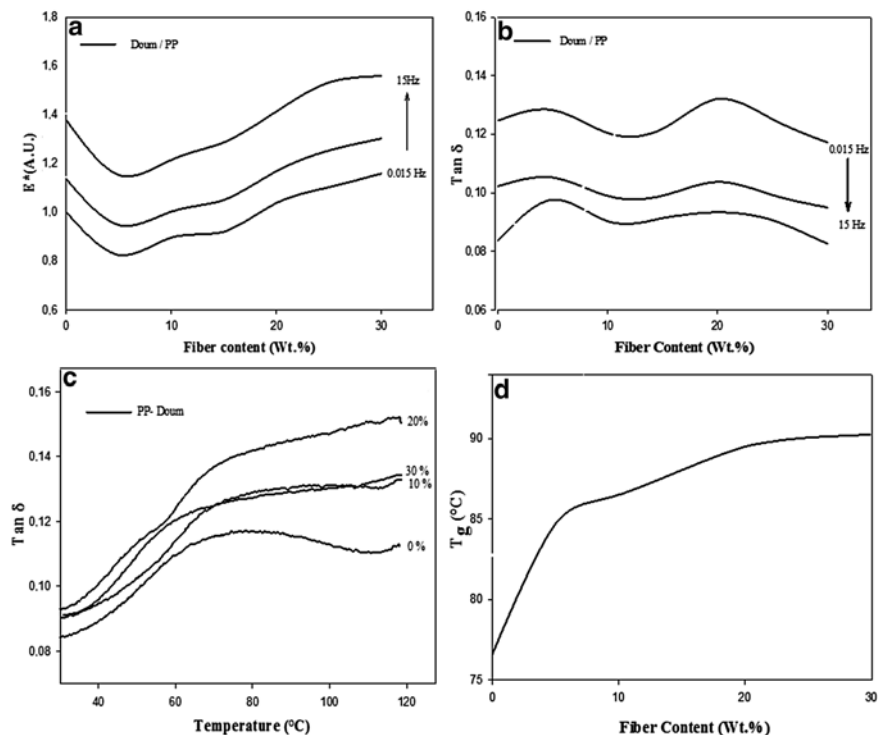 a
Doum / PP
1,8
1,6
1,4
1,2
1,0
0,8
0,6
E*(A.U.)
15Hz
0.015 Hz
0
10
20
30
Fiber content (Wt.%)
b
Doum / PP
0,16
0,14
0,12
0,10
0,08
0,06
Tan δ
0.015 Hz
15 Hz
0
10
20
30
Fiber Content (Wt.%)
c
PP- Doum
0,16
0,14
0,12
0,10
0,08
Tan δ
20%
30 %
10 %
0 %
40
60
80
100
120
Temperature (°C)
d
90
85
80
75
Tg (°C)
0
10
20
30
Fiber Content (Wt.%)